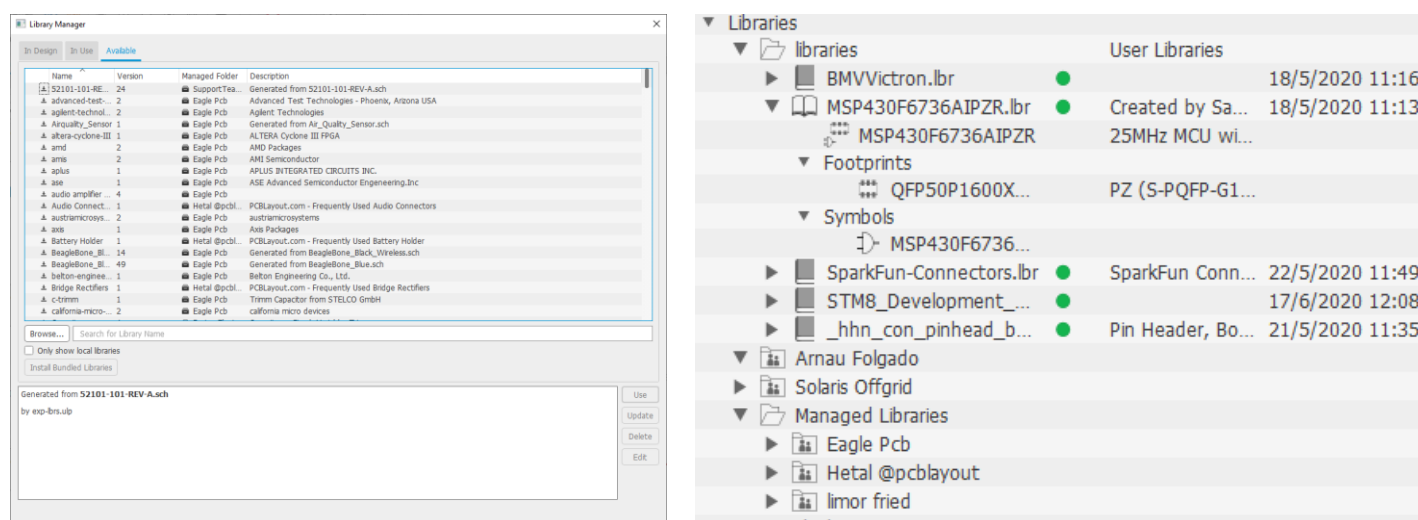 Library Manager
In Design In Use Available
Name Version Managed Folder Description
52101-101-RE... 24 SupportTea... Generated from 52101-101-REV-A.sch
advanced-test-... 2 Eagle Pcb Advanced Test Technologies - Phoenix, Arizona USA
agilent-technol... 2 Eagle Pcb Agilent Technologies
Airquality_Sensor 1 Eagle Pcb Generated from Air_Quality_Sensor.sch
altera-cyclone-III 1 Eagle Pcb ALTERA Cyclone III FPGA
amd 2 Eagle Pcb AMD Packages
amis 2 Eagle Pcb AMI Semiconductor
aplus 1 Eagle Pcb APLUS INTEGRATED CIRCUITS INC.
ase 1 Eagle Pcb ASE Advanced Semiconductor Engeneering.Inc
audio amplifier ... 4 Eagle Pcb
Audio Connect... 1 Hetal @pcbl... PCBLayout.com - Frequently Used Audio Connectors
austriamicrosys... 2 Eagle Pcb austriamicrosystems
axis 1 Eagle Pcb Axis Packages
Battery Holder 1 Hetal @pcbl... PCBLayout.com - Frequently Used Battery Holder
BeagleBone_Bl... 14 Eagle Pcb Generated from BeagleBone_Black_Wireless.sch
BeagleBone_Bl... 49 Eagle Pcb Generated from BeagleBone_Blue.sch
belton-enginee... 1 Eagle Pcb Belton Engineering Co., Ltd.
Bridge Rectifiers 1 Hetal @pcbl... PCBLayout.com - Frequently Used Bridge Rectifiers
c-trimm 1 Eagle Pcb Trimm Capacitor from STELCO GmbH
california-micro-... 2 Eagle Pcb california micro devices
Browse... Search for Library Name
Only show local libraries
Install Bundled Libraries
Generated from 52101-101-REV-A.sch
by exp-lbrs.ulp
Use
Update
Delete
Edit
Libraries
libraries User Libraries
BMVVictron.lbr 18/5/2020 11:16
MSP430F6736AIPZR.lbr Created by Sa... 18/5/2020 11:13
MSP430F6736AIPZR 25MHz MCU wi...
Footprints
QFP50P1600X... PZ (S-PQFP-G1...
Symbols
MSP430F6736...
SparkFun-Connectors.lbr SparkFun Conn... 22/5/2020 11:49
STM8_Development_... 17/6/2020 12:08
_hhn_con_pinhead_b... Pin Header, Bo... 21/5/2020 11:35
Arnau Folgado
Solaris Offgrid
Managed Libraries
Eagle Pcb
Hetal @pcblayout
limor fried